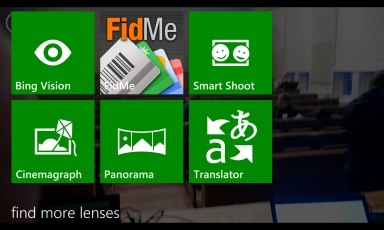 FidMe
Bing Vision
FidMe
Smart Shoot
あ
a
Cinemagraph
Panorama
Translator
find more lenses